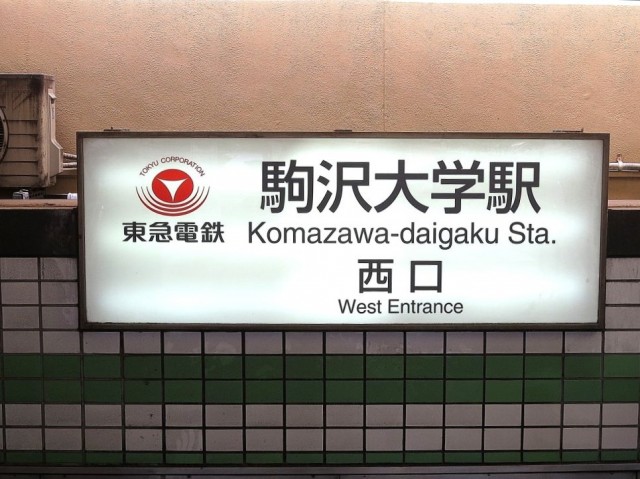 TOKYU CORPORATION
東急電鉄
駒沢大学駅
Komazawa-daigaku Sta.
西口
West Entrance